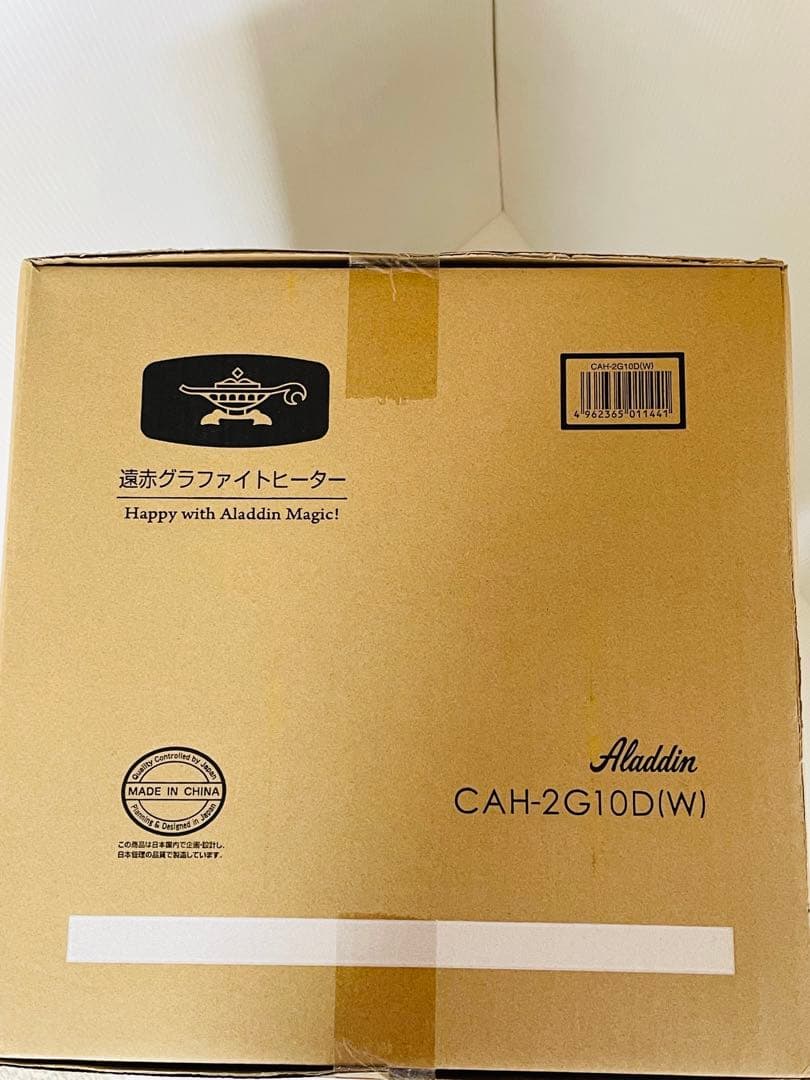 CAH-2G10D(W)
4 962365 011441
遠赤グラファイトヒーター
Happy with Aladdin Magic!
Quality Controlled by Japan
MADE IN CHINA
Planning & Designed in Japan
この商品は日本国内で企画・設計し、
日本管理の品質で製造しています。
Aladdin
CAH-2G10D(W)